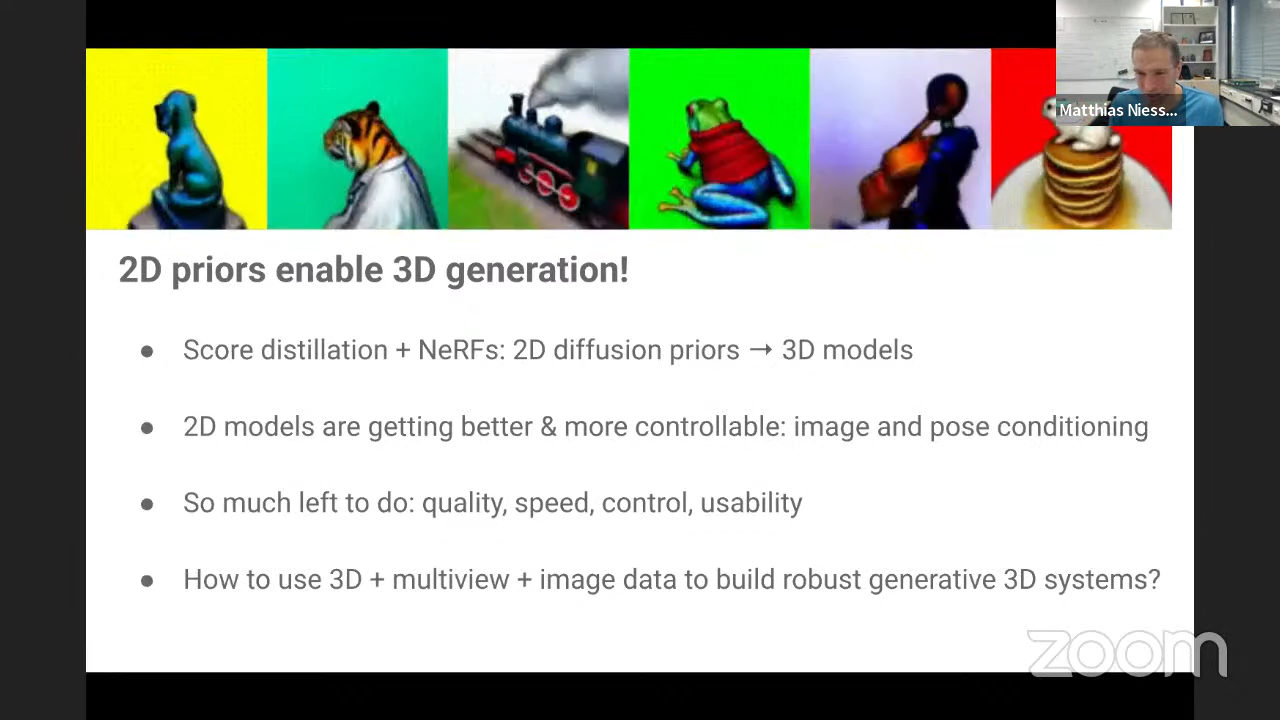 Matthias Niess...
2D priors enable 3D generation!
● Score distillation + NeRFs: 2D diffusion priors → 3D models
● 2D models are getting better & more controllable: image and pose conditioning
● So much left to do: quality, speed, control, usability
● How to use 3D + multiview + image data to build robust generative 3D systems?
zoom